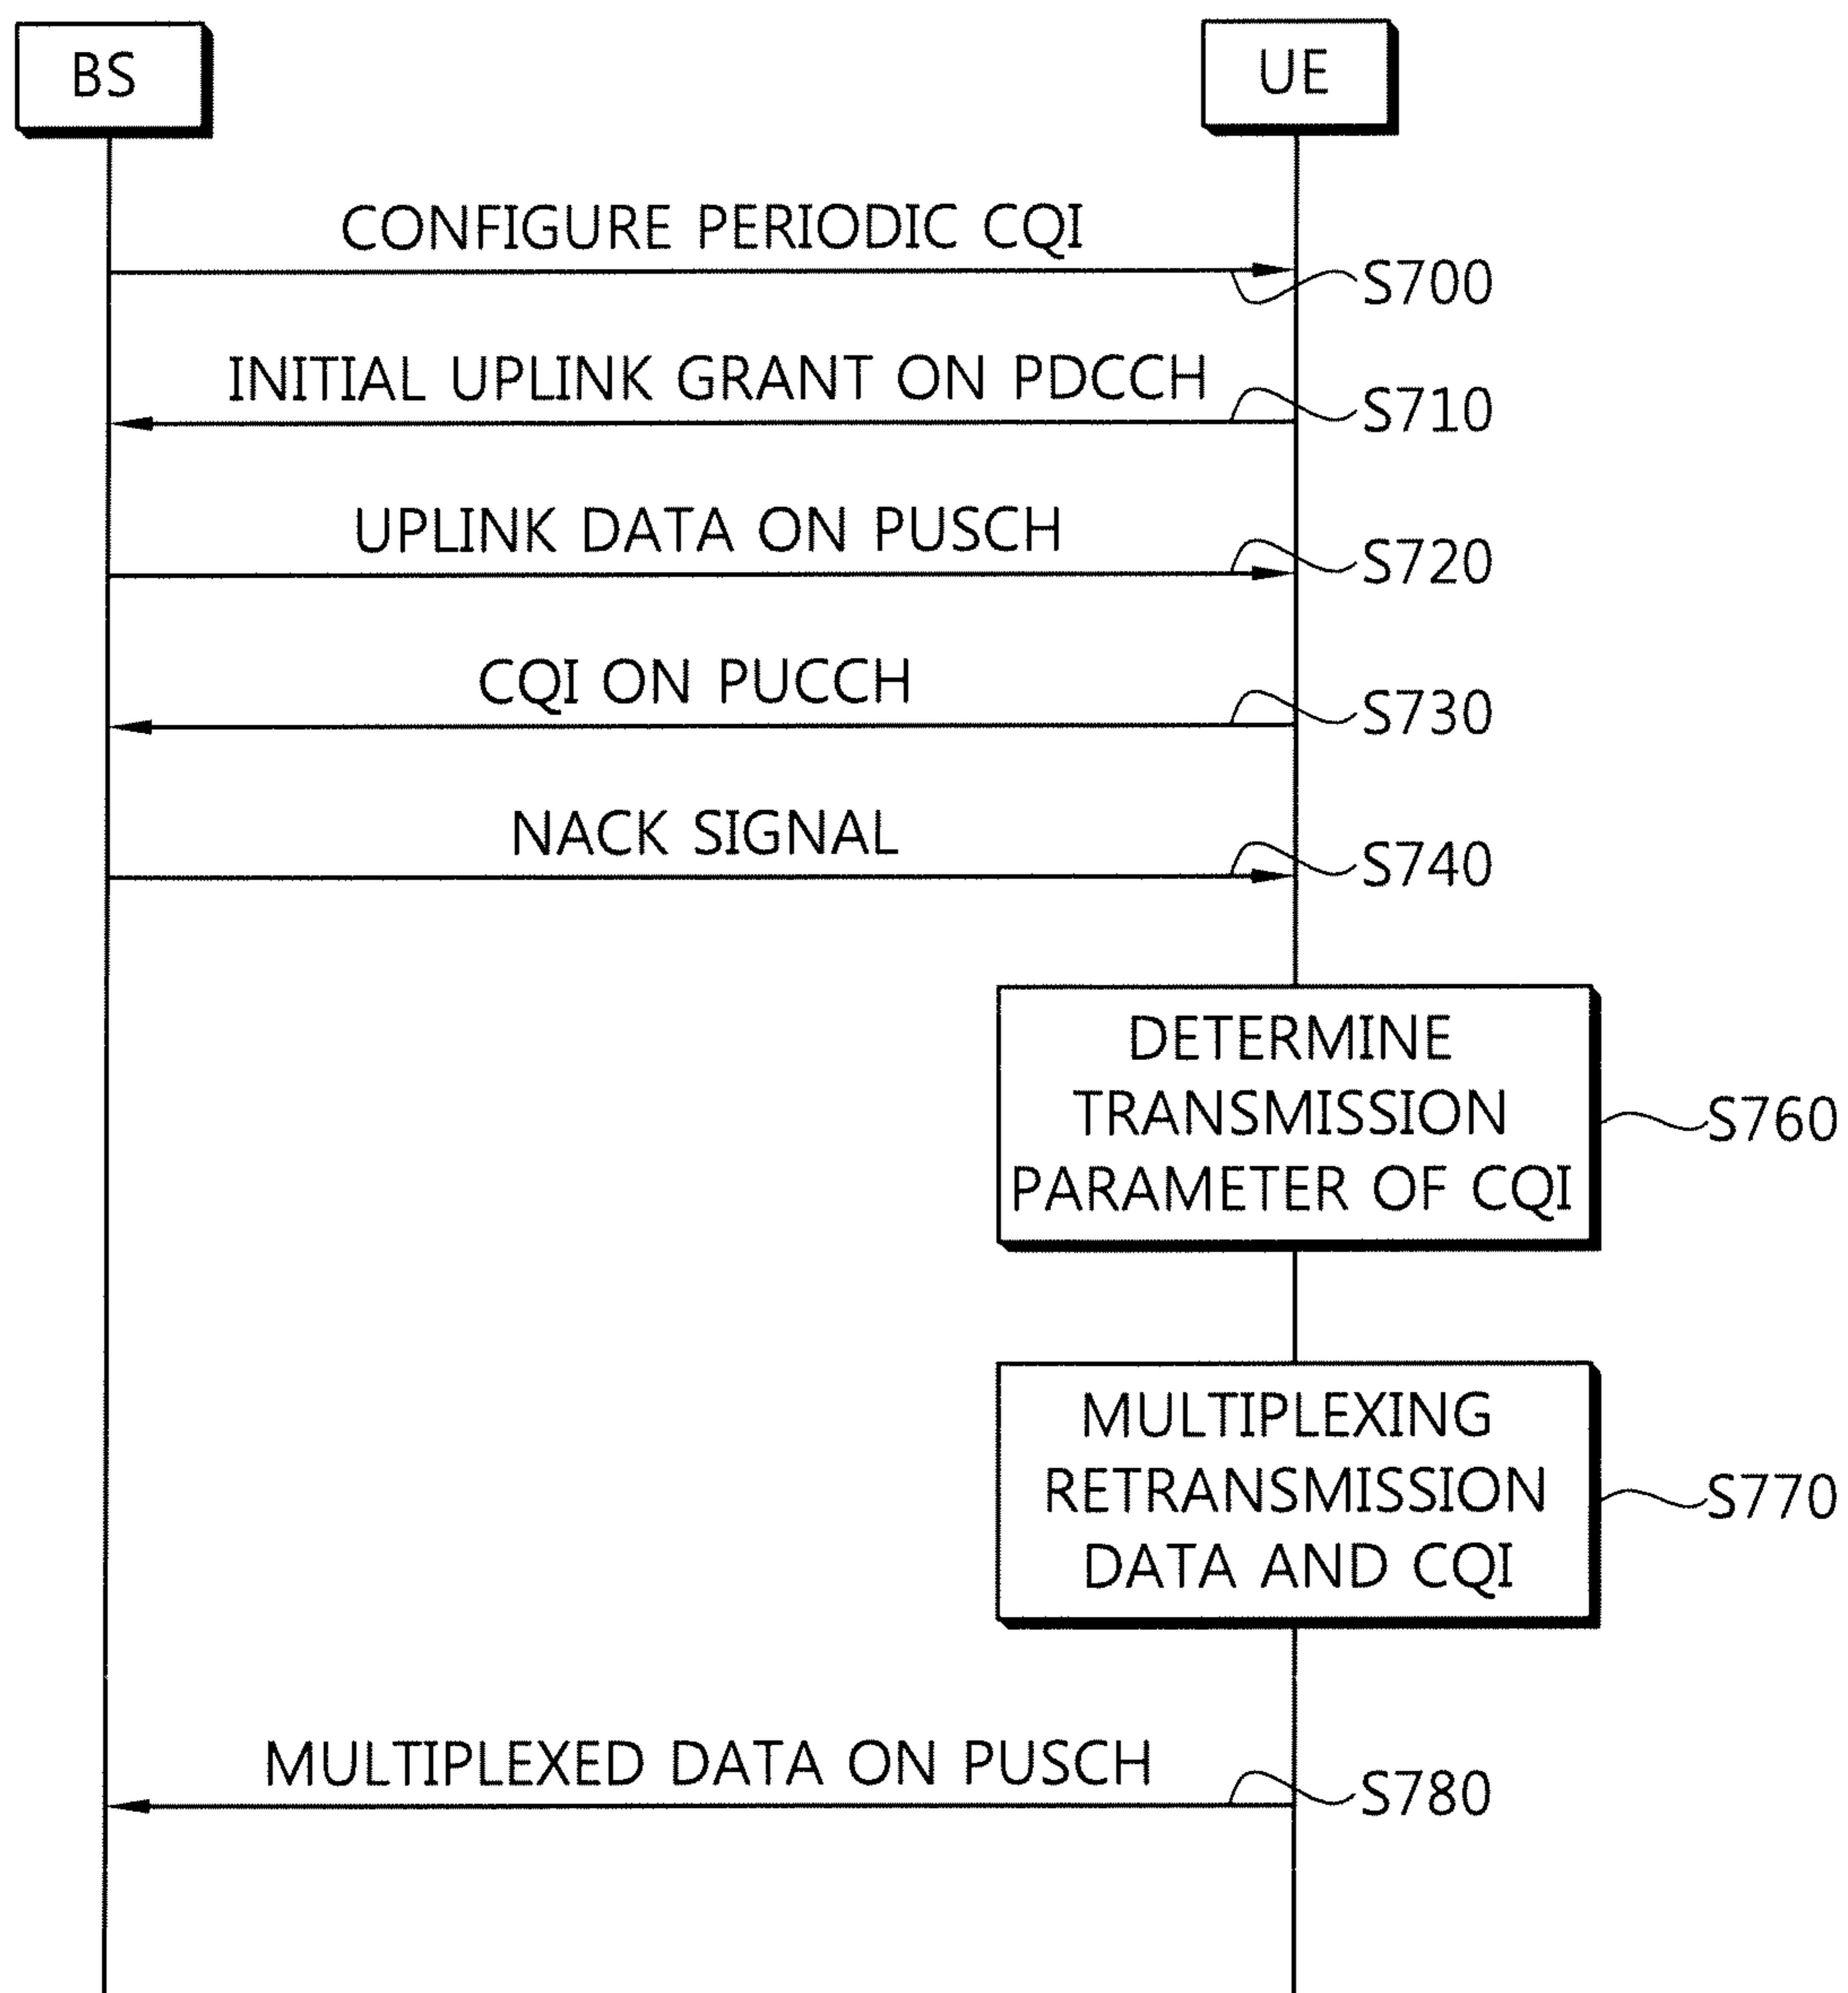 BS
UE
CONFIGURE PERIODIC CQI
S700
INITIAL UPLINK GRANT ON PDCCH
S710
UPLINK DATA ON PUSCH
S720
CQI ON PUCCH
S730
NACK SIGNAL
S740
DETERMINE
TRANSMISSION
PARAMETER OF CQI
S760
MULTIPLEXING
RETRANSMISSION
DATA AND CQI
S770
MULTIPLEXED DATA ON PUSCH
S780